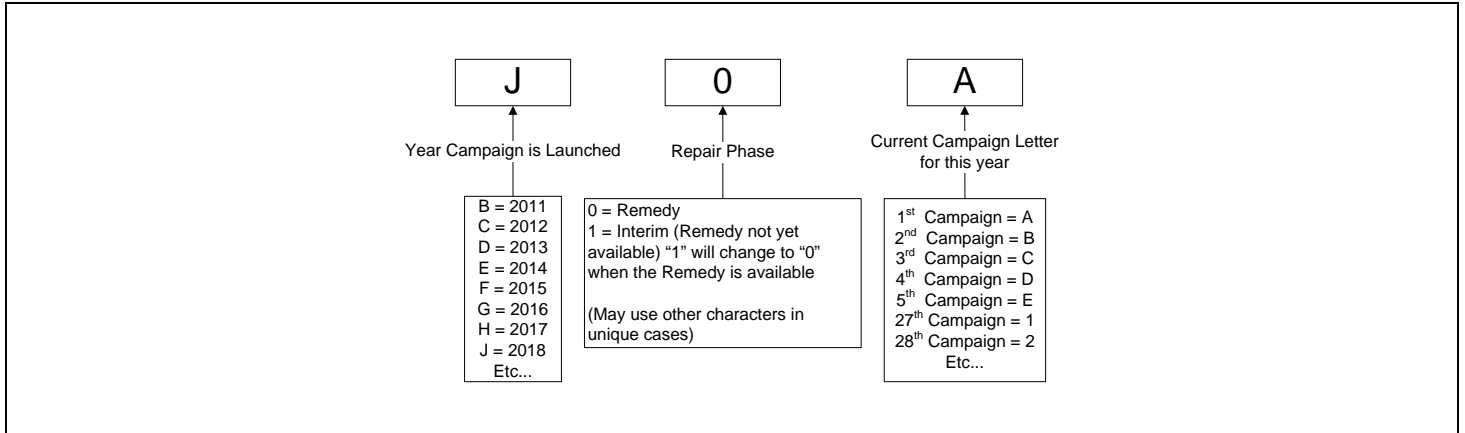 J
0
A
Year Campaign is Launched
Repair Phase
Current Campaign Letter
for this year
B = 2011
C = 2012
D = 2013
E = 2014
F = 2015
G = 2016
H = 2017
J = 2018
Etc...
0 = Remedy
1 = Interim (Remedy not yet
available) “1” will change to “0”
when the Remedy is available
(May use other characters in
unique cases)
1st Campaign = A
2nd Campaign = B
3rd Campaign = C
4th Campaign = D
5th Campaign = E
27th Campaign = 1
28th Campaign = 2
Etc...